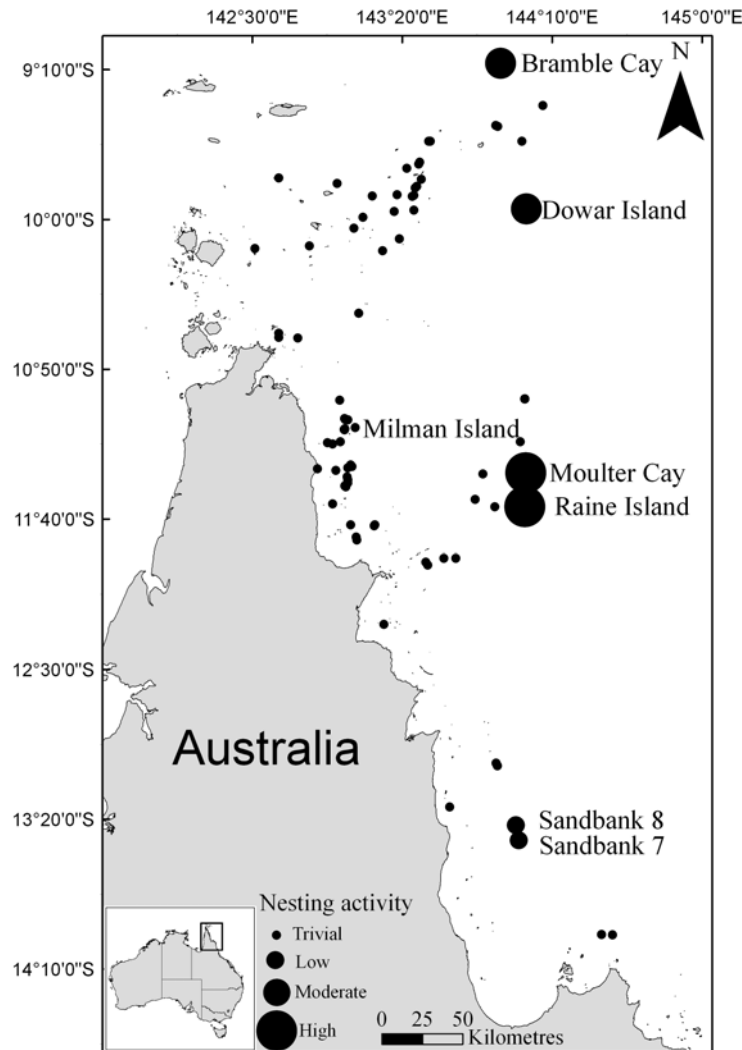 142°30'0"E 143°20'0"E 144°10'0"E 145°0'0"E
9°10'0"S
N
Bramble Cay
Dowar Island
10°0'0"S
10°50'0"S
Milman Island
Moulter Cay
Raine Island
11°40'0"S
12°30'0"S
Australia
13°20'0"S
Sandbank 8
Sandbank 7
14°10'0"S
Nesting activity
Trivial
Low
Moderate
High
0 25 50
Kilometres